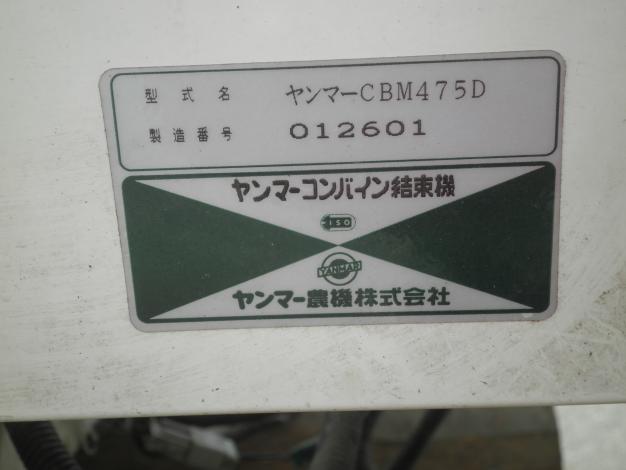 型式名 ヤンマーCBM475D
製造番号 012601
ヤンマーコンバイン結束機
ISO
YANMAR
ヤンマー農機株式会社